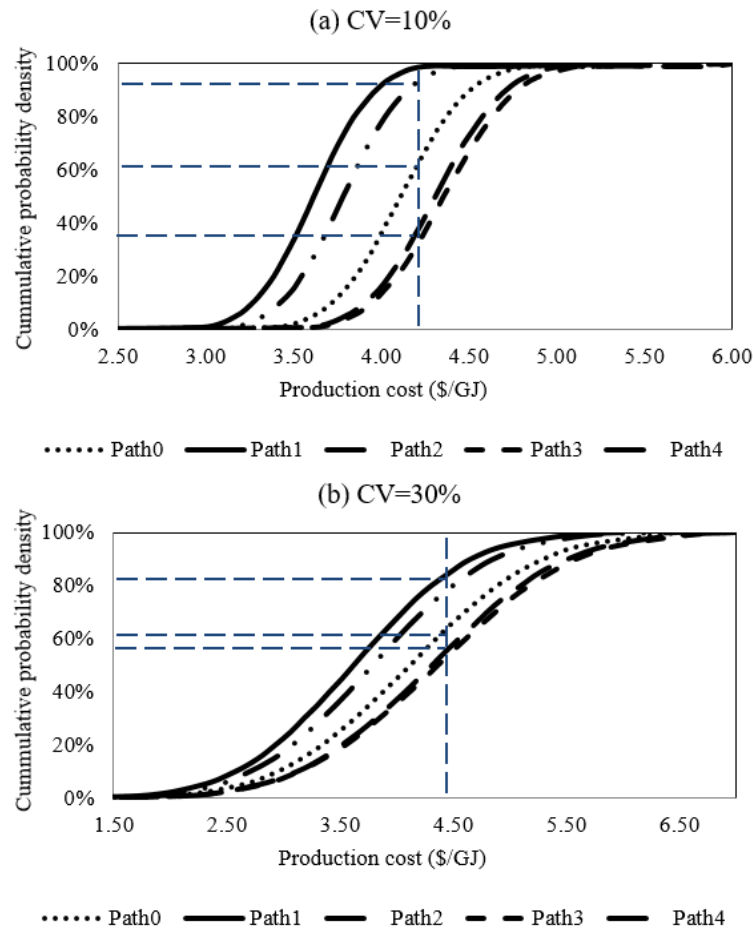 (a) CV=10%
100%
80%
60%
40%
20%
0%
Cummulative probability density
2.50 3.00 3.50 4.00 4.50 5.00 5.50 6.00
Production cost ($/GJ)
Path0 Path1 Path2 Path3 Path4
(b) CV=30%
100%
80%
60%
40%
20%
0%
Cummulative probability density
1.50 2.50 3.50 4.50 5.50 6.50
Production cost ($/GJ)
Path0 Path1 Path2 Path3 Path4